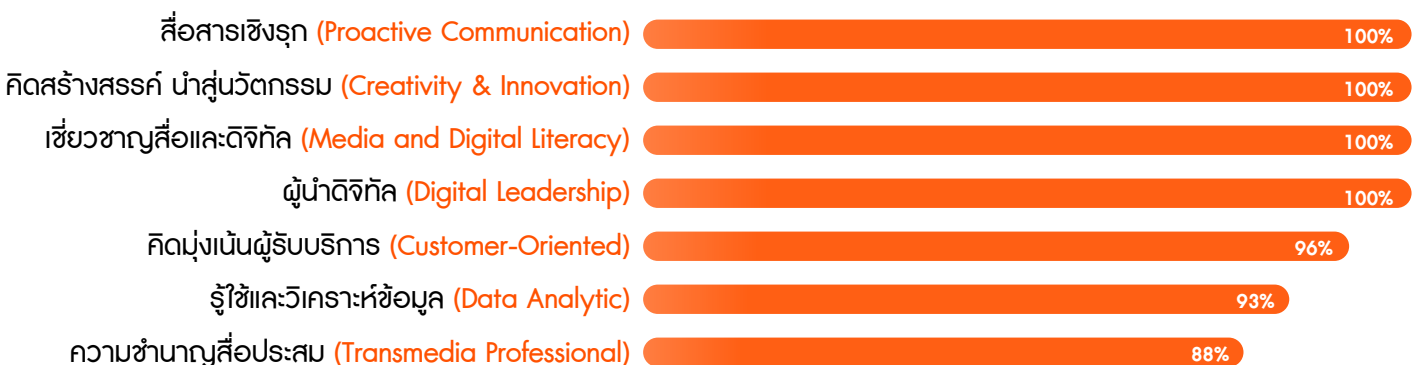 สื่อสารเชิงรุก (Proactive Communication) 100%
คิดสร้างสรรค์ นำสู่นวัตกรรม (Creativity & Innovation) 100%
เชี่ยวชาญสื่อและดิจิทัล (Media and Digital Literacy) 100%
ผู้นำดิจิทัล (Digital Leadership) 100%
คิดมุ่งเน้นผู้รับบริการ (Customer-Oriented) 96%
รู้ใช้และวิเคราะห์ข้อมูล (Data Analytic) 93%
ความชำนาญสื่อประสม (Transmedia Professional) 88%